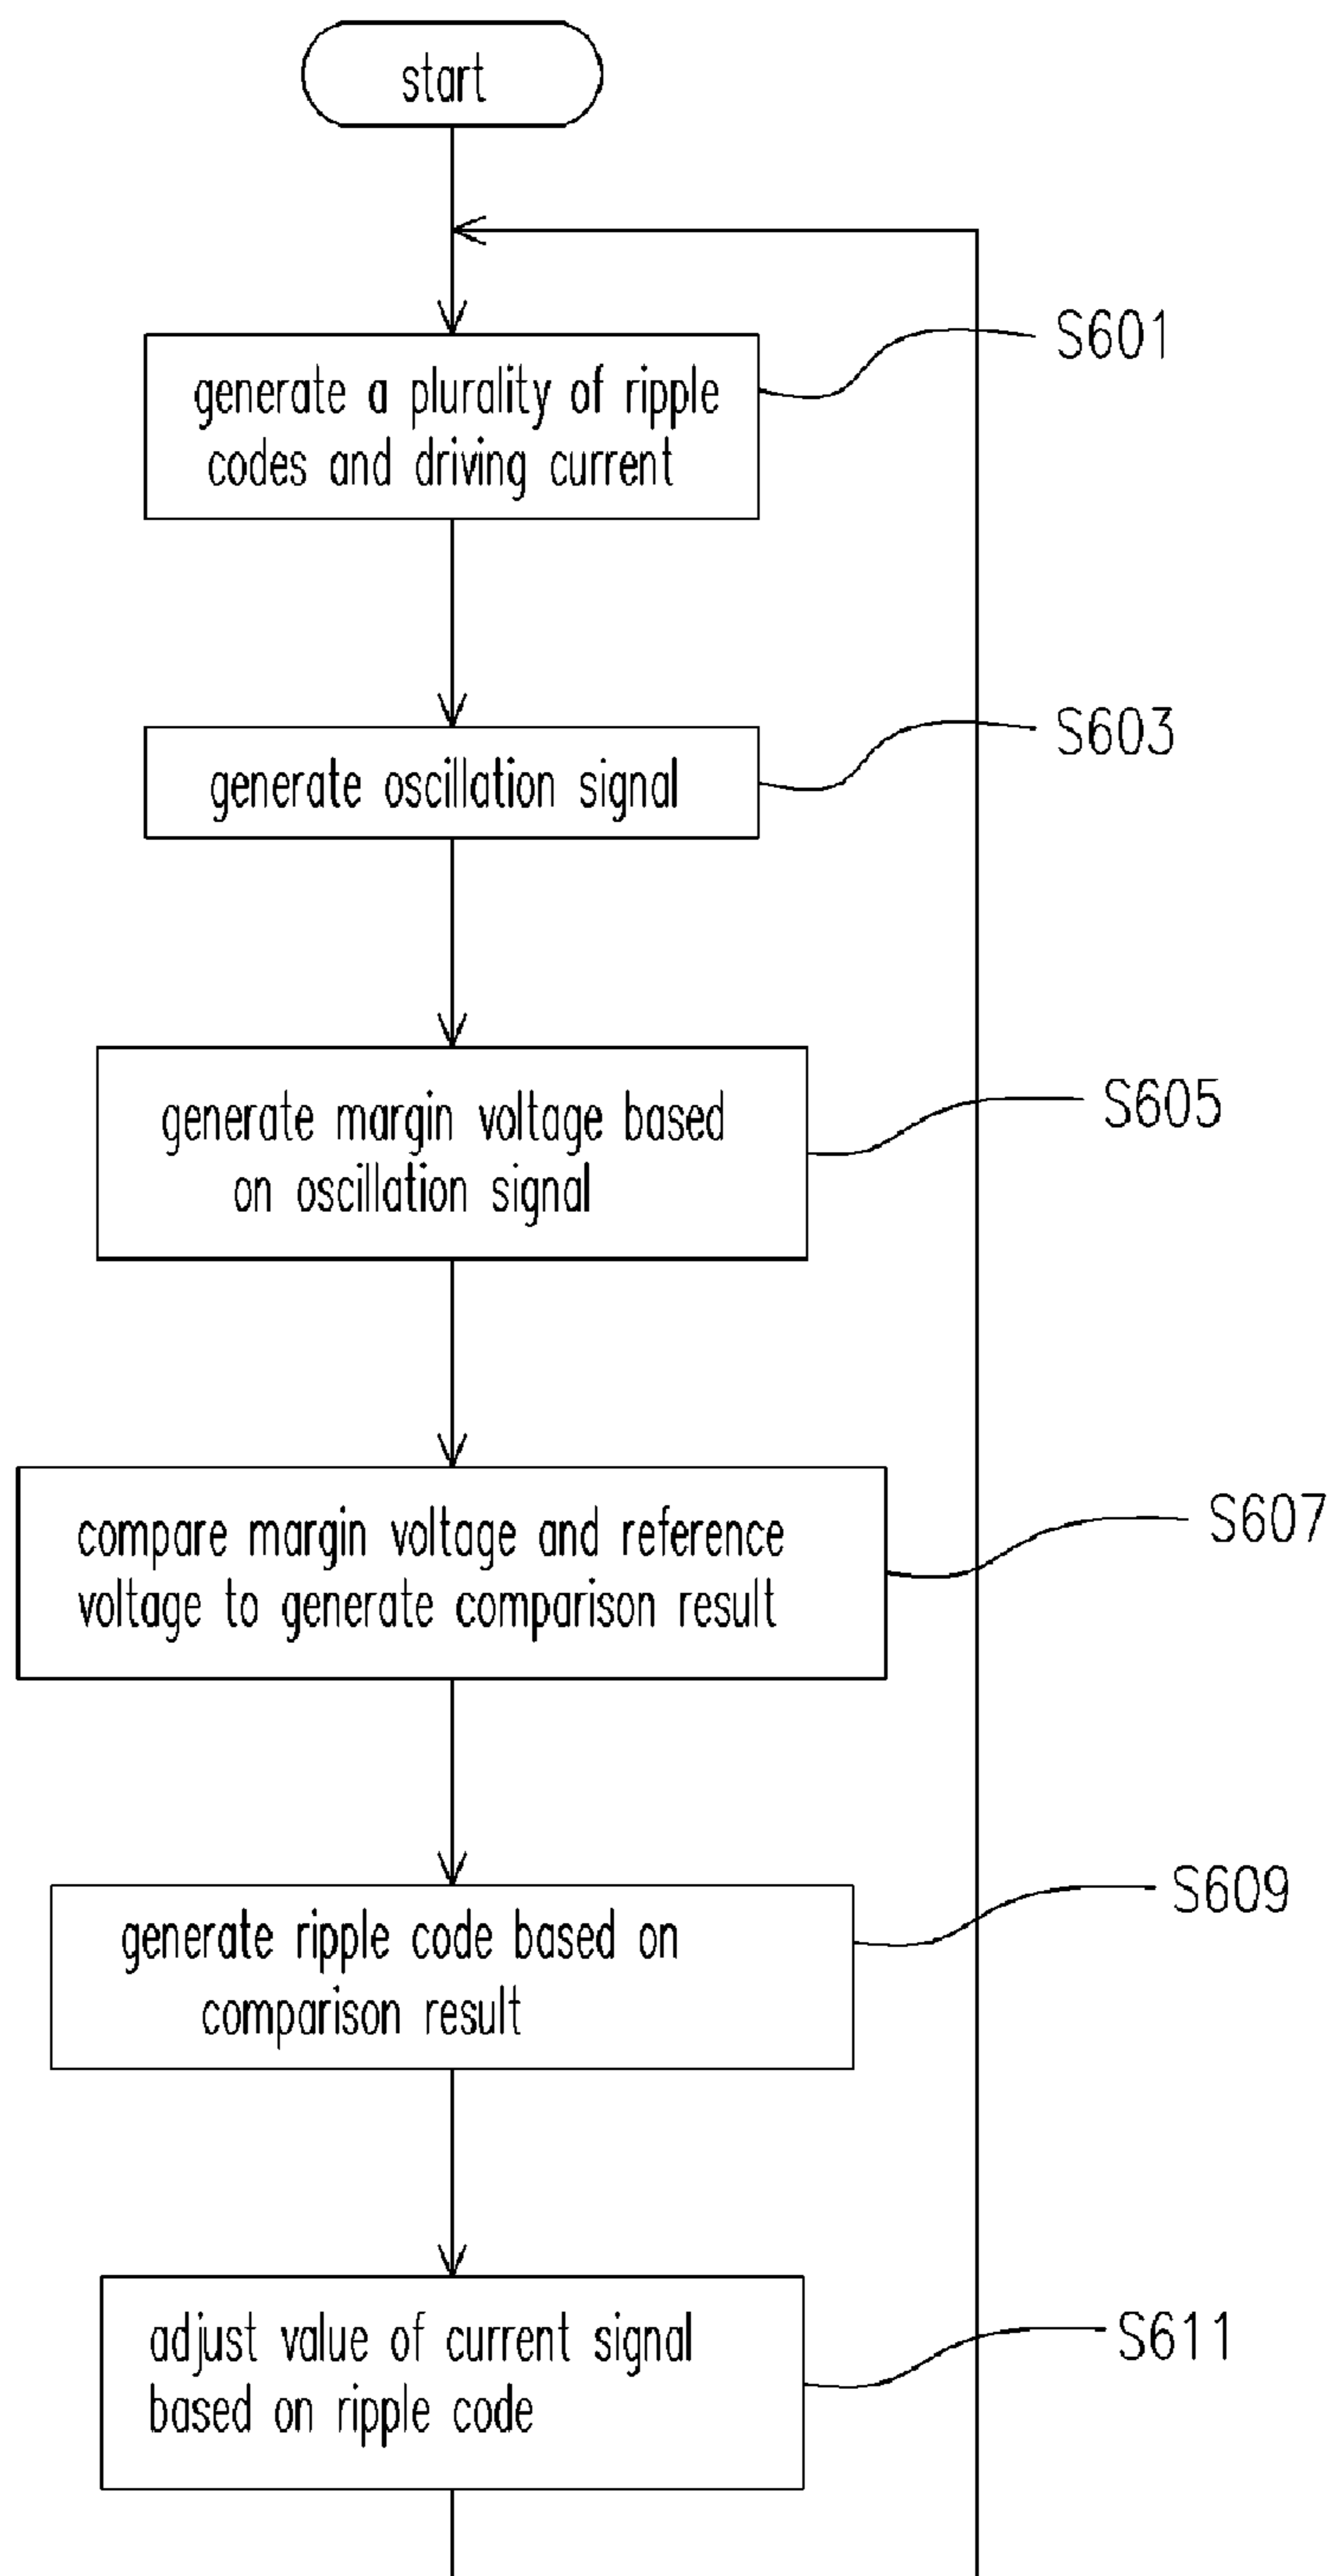 start
S601
generate a plurality of ripple
codes and driving current
S603
generate oscillation signal
S605
generate margin voltage based
on oscillation signal
S607
compare margin voltage and reference
voltage to generate comparison result
S609
generate ripple code based on
comparison result
S611
adjust value of current signal
based on ripple code